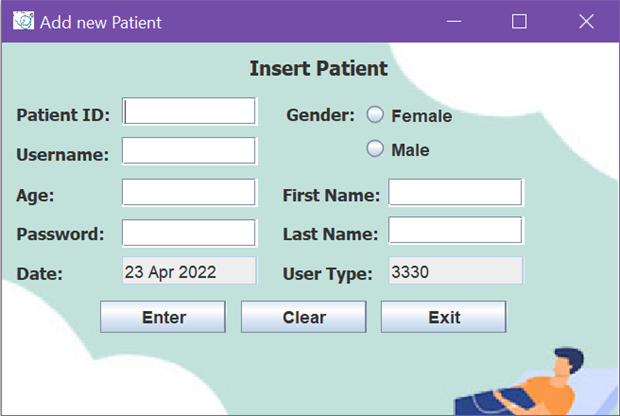 Add new Patient
Insert Patient
Patient ID: Gender: Female
Username: Male
Age: First Name:
Password: Last Name:
Date: 23 Apr 2022 User Type: 3330
Enter Clear Exit